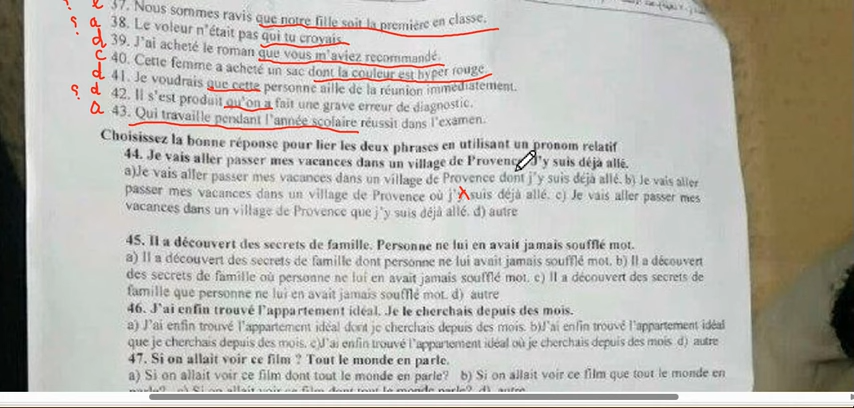 e 37. Nous sommes ravis que notre fille soit la première en classe.
? a 38. Le voleur n'était pas qui tu croyais.
d 39. J'ai acheté le roman que vous m'aviez recommandé.
c 40. Cette femme a acheté un sac dont la couleur est hyper rouge.
d 41. Je voudrais que cette personne aille de la réunion immédiatement.
? d 42. Il s'est produit qu'on a fait une grave erreur de diagnostic.
a 43. Qui travaille pendant l'année scolaire réussit dans l'examen.
Choisissez la bonne réponse pour lier les deux phrases en utilisant un pronom relatif
44. Je vais aller passer mes vacances dans un village de Provence. J'y suis déjà allé.
a)Je vais aller passer mes vacances dans un village de Provence dont j'y suis déjà allé. b) Je vais aller
passer mes vacances dans un village de Provence où j'y suis déjà allé. c) Je vais aller passer mes
vacances dans un village de Provence que j'y suis déjà allé. d) autre
45. Il a découvert des secrets de famille. Personne ne lui en avait jamais soufflé mot.
a) Il a découvert des secrets de famille dont personne ne lui en avait jamais soufflé mot. b) Il a découvert
des secrets de famille où personne ne lui en avait jamais soufflé mot. c) Il a découvert des secrets de
famille que personne ne lui en avait jamais soufflé mot. d) autre
46. J'ai enfin trouvé l'appartement idéal. Je le cherchais depuis des mois.
a) J'ai enfin trouvé l'appartement idéal dont je cherchais depuis des mois. b)J'ai enfin trouvé l'appartement idéal
que je cherchais depuis des mois. c)J'ai enfin trouvé l'appartement idéal où je cherchais depuis des mois d) autre
47. Si on allait voir ce film ? Tout le monde en parle.
a) Si on allait voir ce film dont tout le monde en parle? b) Si on allait voir ce film que tout le monde en